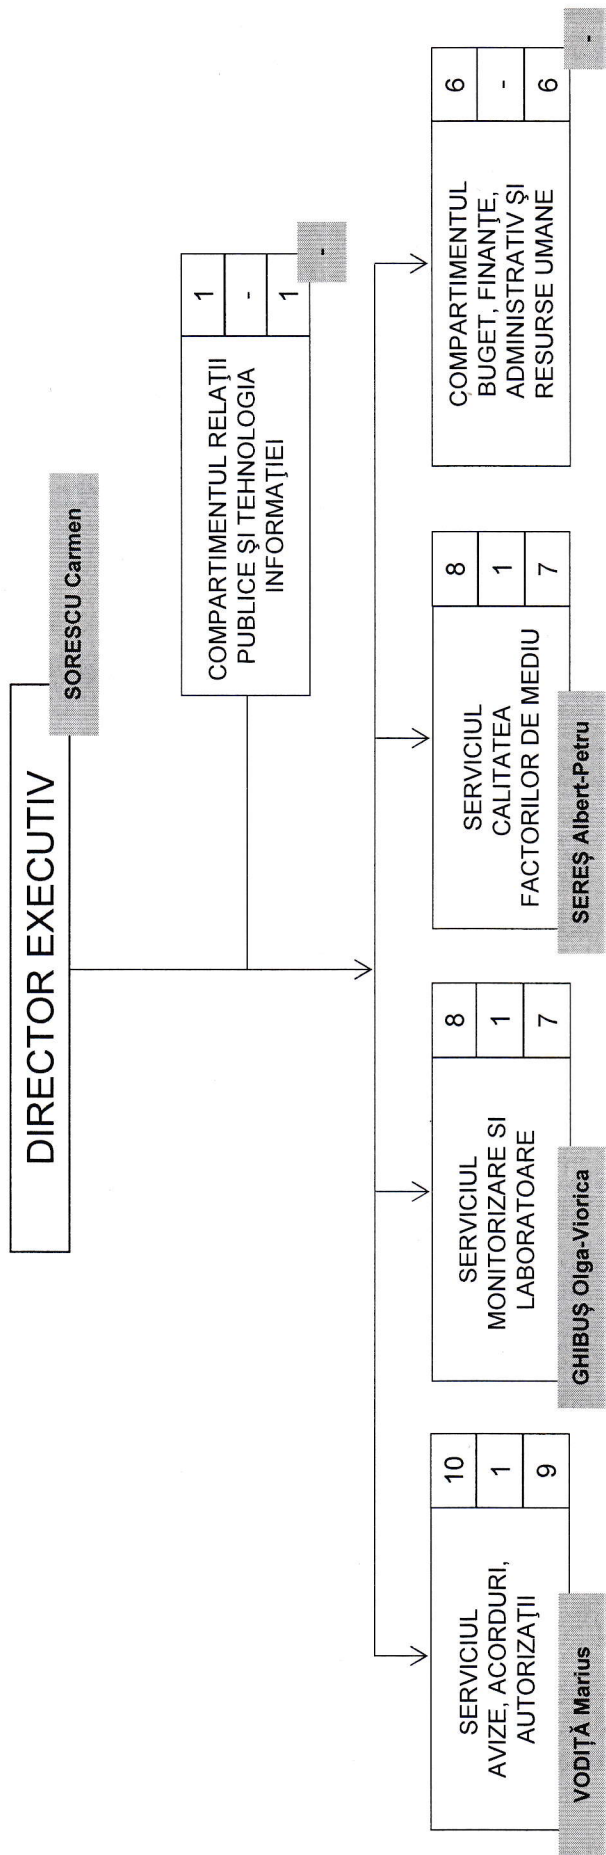 DIRECTOR EXECUTIV
SORESCU Carmen
COMPARTIMENTUL RELAŢII
PUBLICE ŞI TEHNOLOGIA
INFORMAŢIEI
1
-
1
-
SERVICIUL
AVIZE, ACORDURI,
AUTORIZAŢII
10
1
9
VODIŢĂ Marius
SERVICIUL
MONITORIZARE SI
LABORATOARE
8
1
7
GHIBUŞ Olga-Viorica
SERVICIUL
CALITATEA
FACTORILOR DE MEDIU
8
1
7
SEREŞ Albert-Petru
COMPARTIMENTUL
BUGET, FINANŢE,
ADMINISTRATIV ŞI
RESURSE UMANE
6
-
6
-